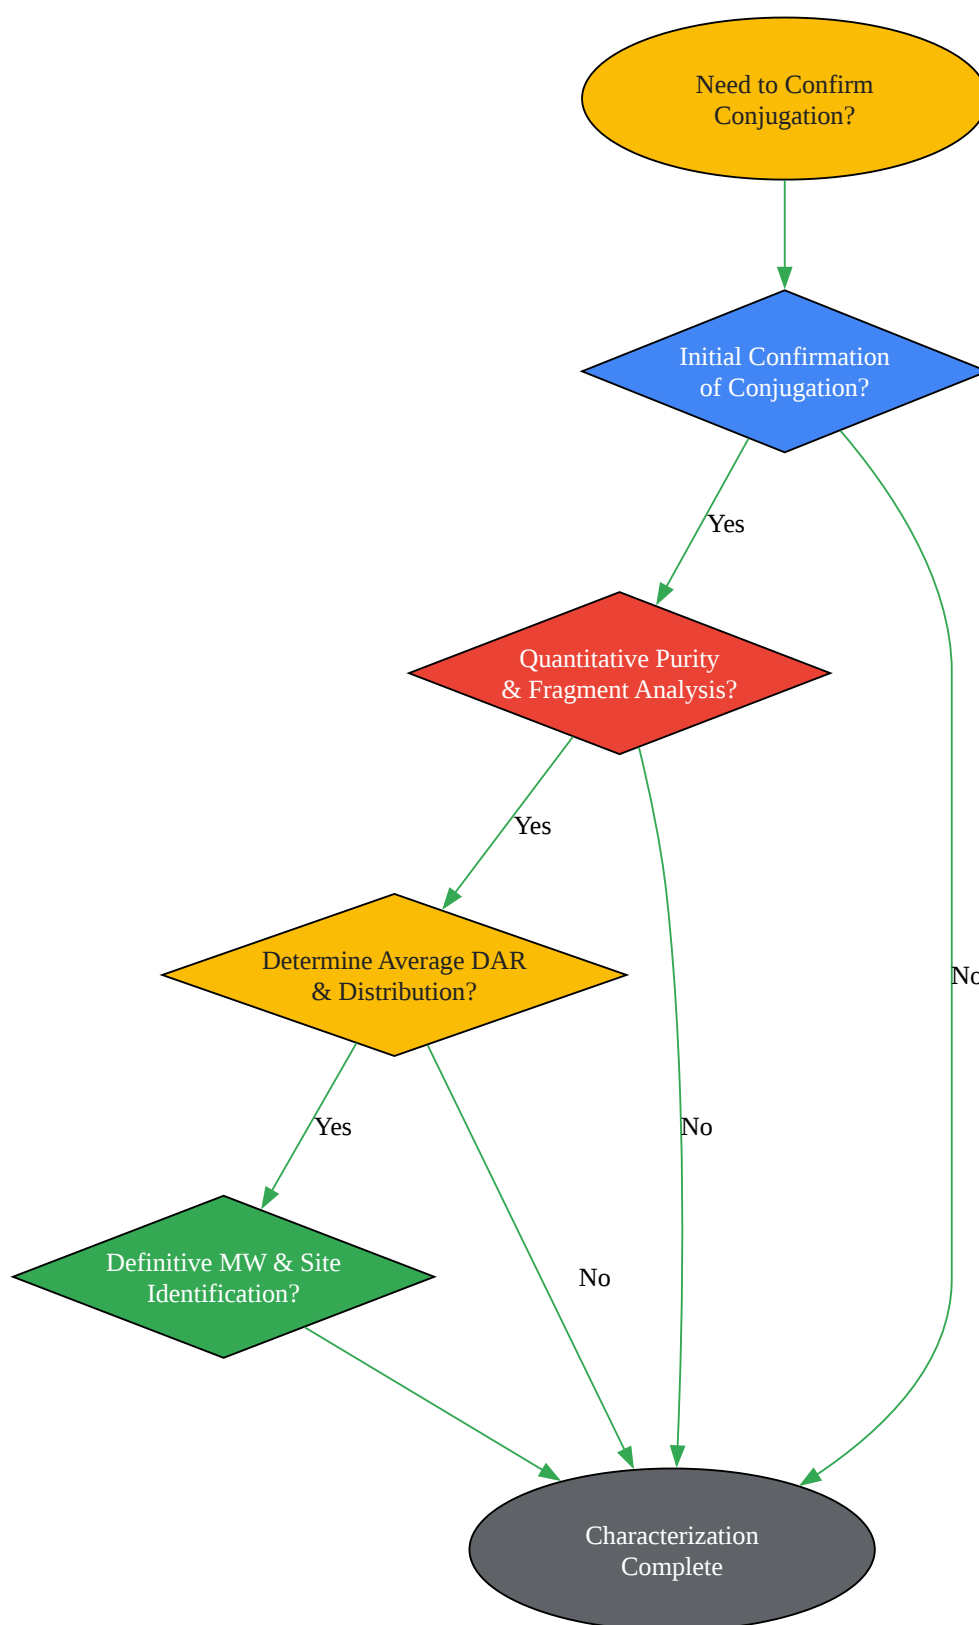 Need to Confirm
Conjugation?
Initial Confirmation
of Conjugation?
Yes
Quantitative Purity
& Fragment Analysis?
Yes
Determine Average DAR
& Distribution?
No
Yes
No
Definitive MW & Site
Identification?
No
Characterization
Complete